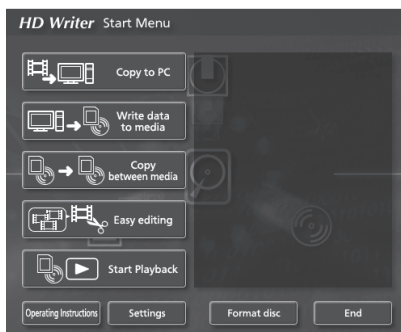 HD Writer Start Menu
Copy to PC
Write data
to media
Copy
between media
Easy editing
Start Playback
Operating Instructions Settings Format disc End